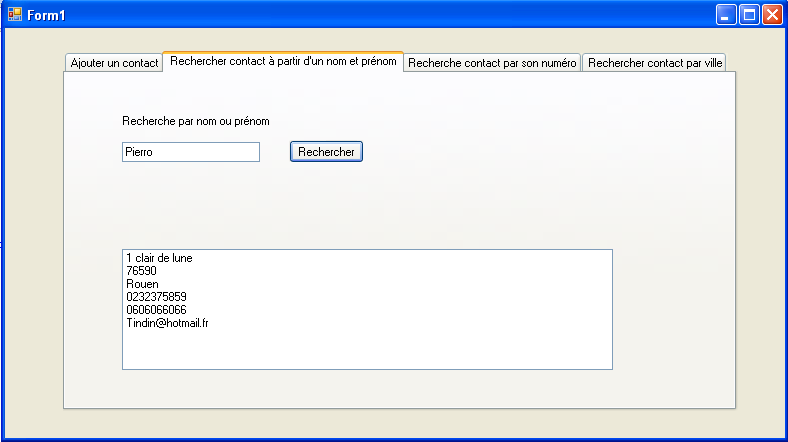 Form1
Ajouter un contact
Rechercher contact à partir d'un nom et prénom
Recherche contact par son numéro
Rechercher contact par ville
Recherche par nom ou prénom
Pierro
Rechercher
1 clair de lune
76590
Rouen
0232375859
0606066066
Tindin@hotmail.fr